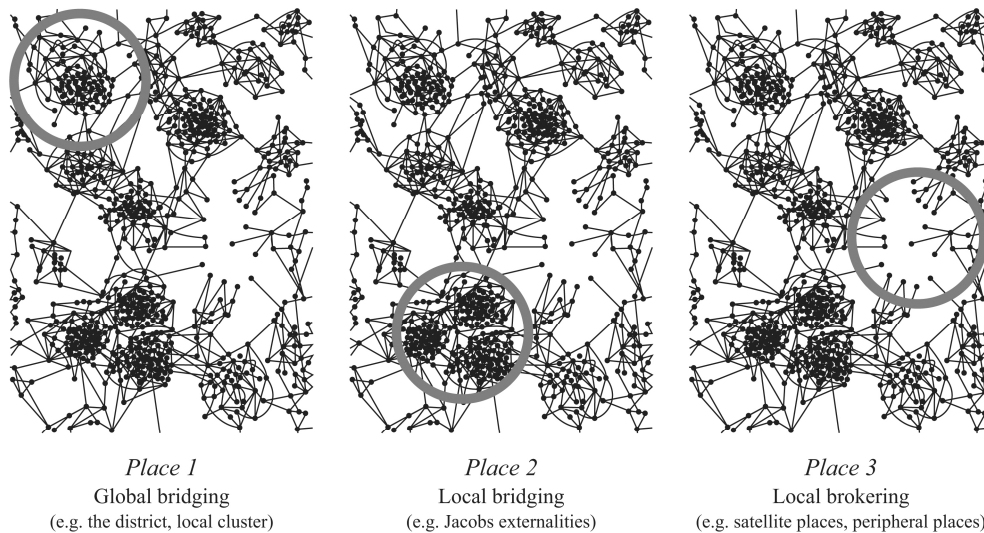 Place 1
Global bridging
(e.g. the district, local cluster)
Place 2
Local bridging
(e.g. Jacobs externalities)
Place 3
Local brokering
(e.g. satellite places, peripheral places)